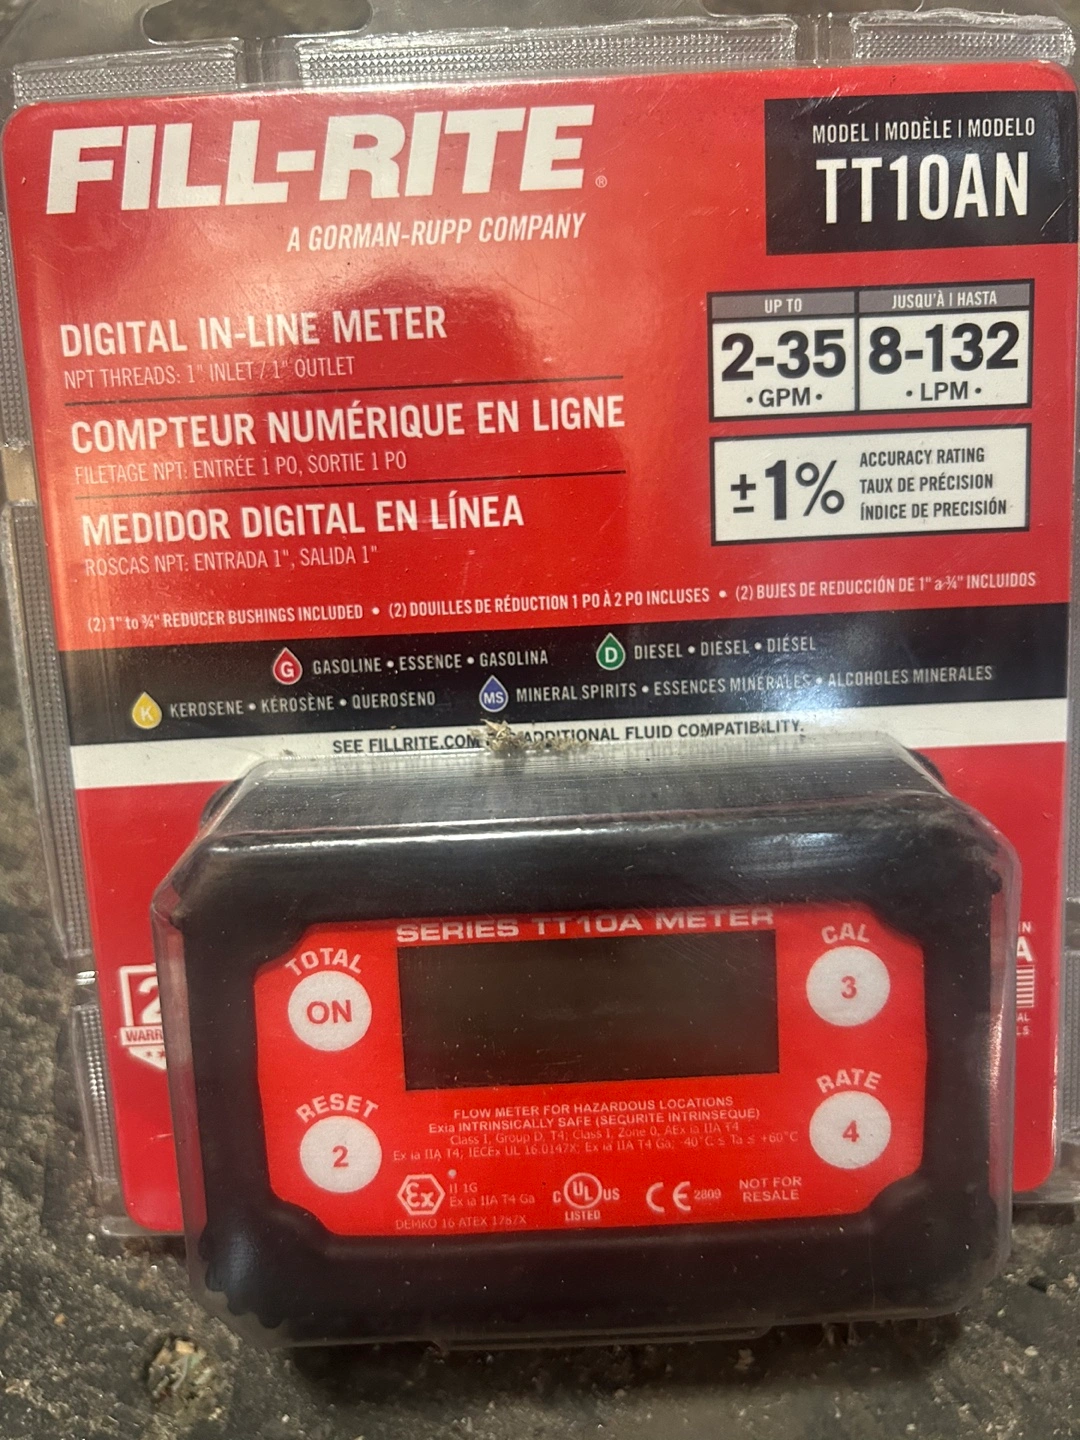 FILL-RITE®
A GORMAN-RUPP COMPANY
MODEL | MODÈLE | MODELO
TT10AN
DIGITAL IN-LINE METER
NPT THREADS: 1" INLET / 1" OUTLET
COMPTEUR NUMÉRIQUE EN LIGNE
FILETAGE NPT: ENTRÉE 1 PO, SORTIE 1 PO
MEDIDOR DIGITAL EN LÍNEA
ROSCAS NPT: ENTRADA 1", SALIDA 1"
UP TO
2-35
• GPM •
JUSQU'À | HASTA
8-132
• LPM •
±1%
ACCURACY RATING
TAUX DE PRÉCISION
ÍNDICE DE PRECISIÓN
(2) 1" to ¾" REDUCER BUSHINGS INCLUDED • (2) DOUILLES DE RÉDUCTION 1 PO À 2 PO INCLUSES • (2) BUJES DE REDUCCIÓN DE 1" a ¾" INCLUIDOS
G GASOLINE • ESSENCE • GASOLINA
D DIESEL • DIESEL • DIÉSEL
K KEROSENE • KÉROSÈNE • QUEROSENO
MS MINERAL SPIRITS • ESSENCES MINÉRALES • ALCOHOLES MINERALES
SEE FILLRITE.COM ADDITIONAL FLUID COMPATIBILITY.
SERIES TT10A METER
TOTAL
ON
RESET
2
CAL
3
RATE
4
FLOW METER FOR HAZARDOUS LOCATIONS
Exia INTRINSICALLY SAFE (SECURITE INTRINSEQUE)
Class I, Group D, T4; Class I, Zone 0, AEx ia IIA T4
Ex ia IIA T4; IECEx UL 16.0147X; Ex ia IIA T4 Ga; -40°C ≤ Ta ≤ +60°C
Ex
II 1G
Ex ia IIA T4 Ga
DEMKO 16 ATEX 1787X
C UL US
LISTED
CE 2809
NOT FOR
RESALE
2
WARR
IN
A